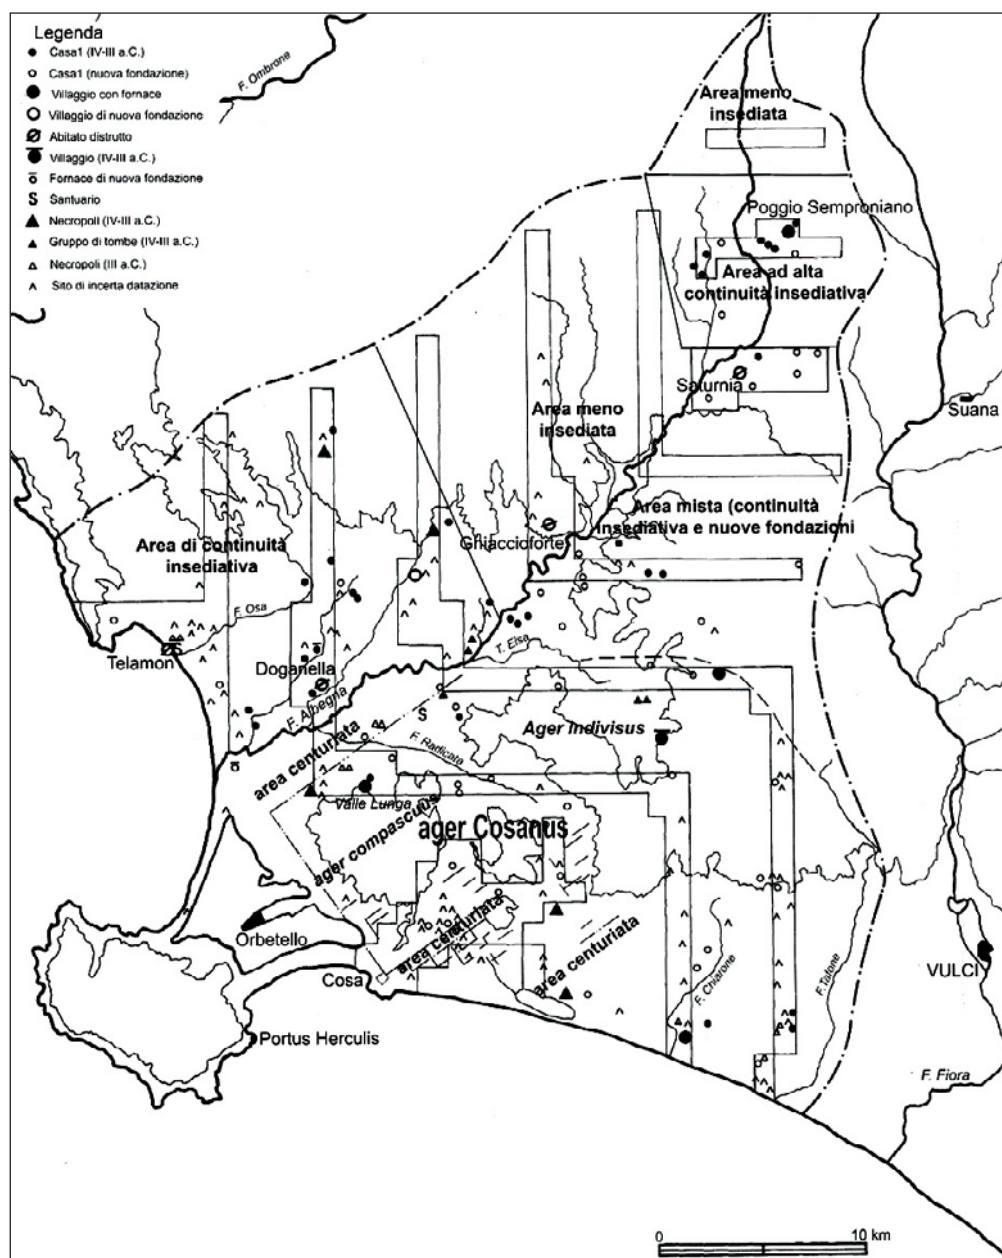 Legenda
Casa1 (IV-III a.C.)
Casa1 (nuova fondazione)
Villaggio con fornace
Villaggio di nuova fondazione
Abitato distrutto
Villaggio (IV-III a.C.)
Fornace di nuova fondazione
Santuario
Necropoli (IV-III a.C.)
Gruppo di tombe (IV-III a.C.)
Necropoli (III a.C.)
Sito di incerta datazione
F. Ombrone
Area meno
insediata
Poggio Semproniano
Area ad alta
continuità insediativa
Saturnia
Suana
Area meno
insediata
Area mista (continuità
insediativa e nuove fondazioni
Ghiaccioforte
Area di continuità
insediativa
F. Osa
Telamon
Doganella
T. Elsa
F. Albegna
S
Ager indivisus
F. Radicata
area centuriata
Valle Lunga
ager compascuus
ager Cosanus
area centuriata
area centuriata
Orbetello
Cosa
F. Chiarone
F. Tafone
VULCI
Portus Herculis
F. Fiora
0 10 km